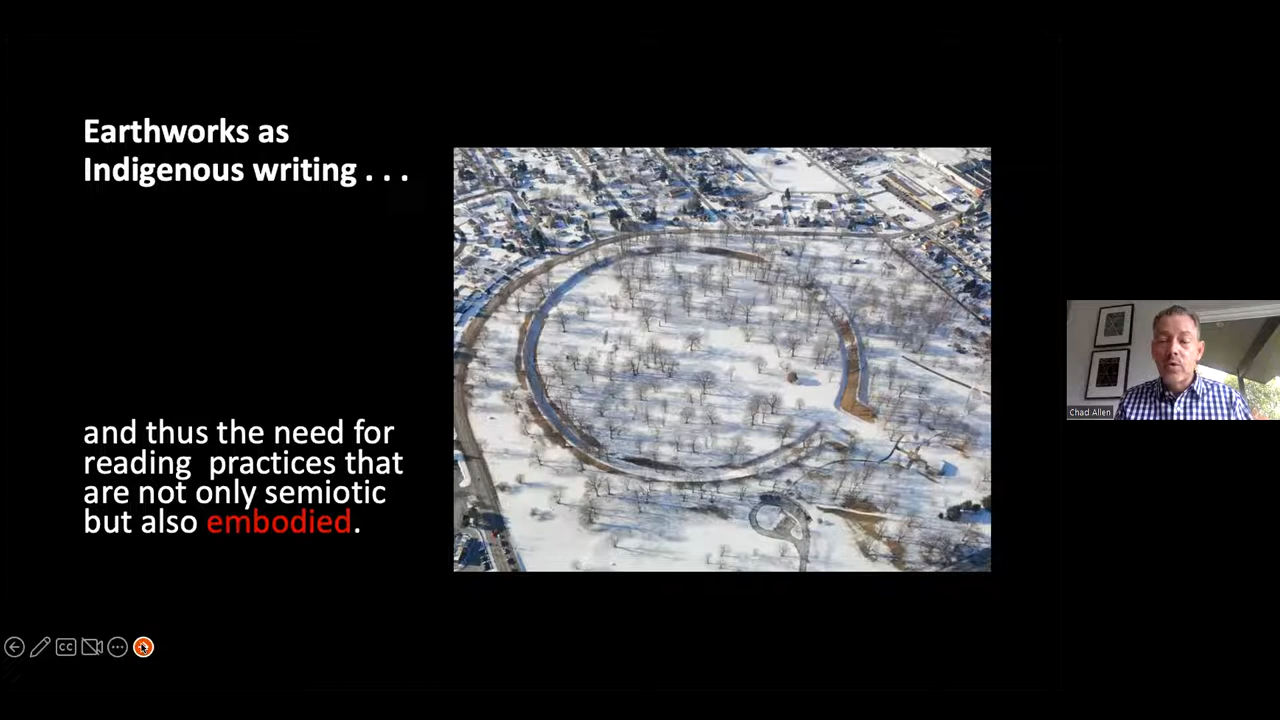 Earthworks as
Indigenous writing . . .
and thus the need for
reading  practices that
are not only semiotic
but also embodied.
Chad Allen
CC